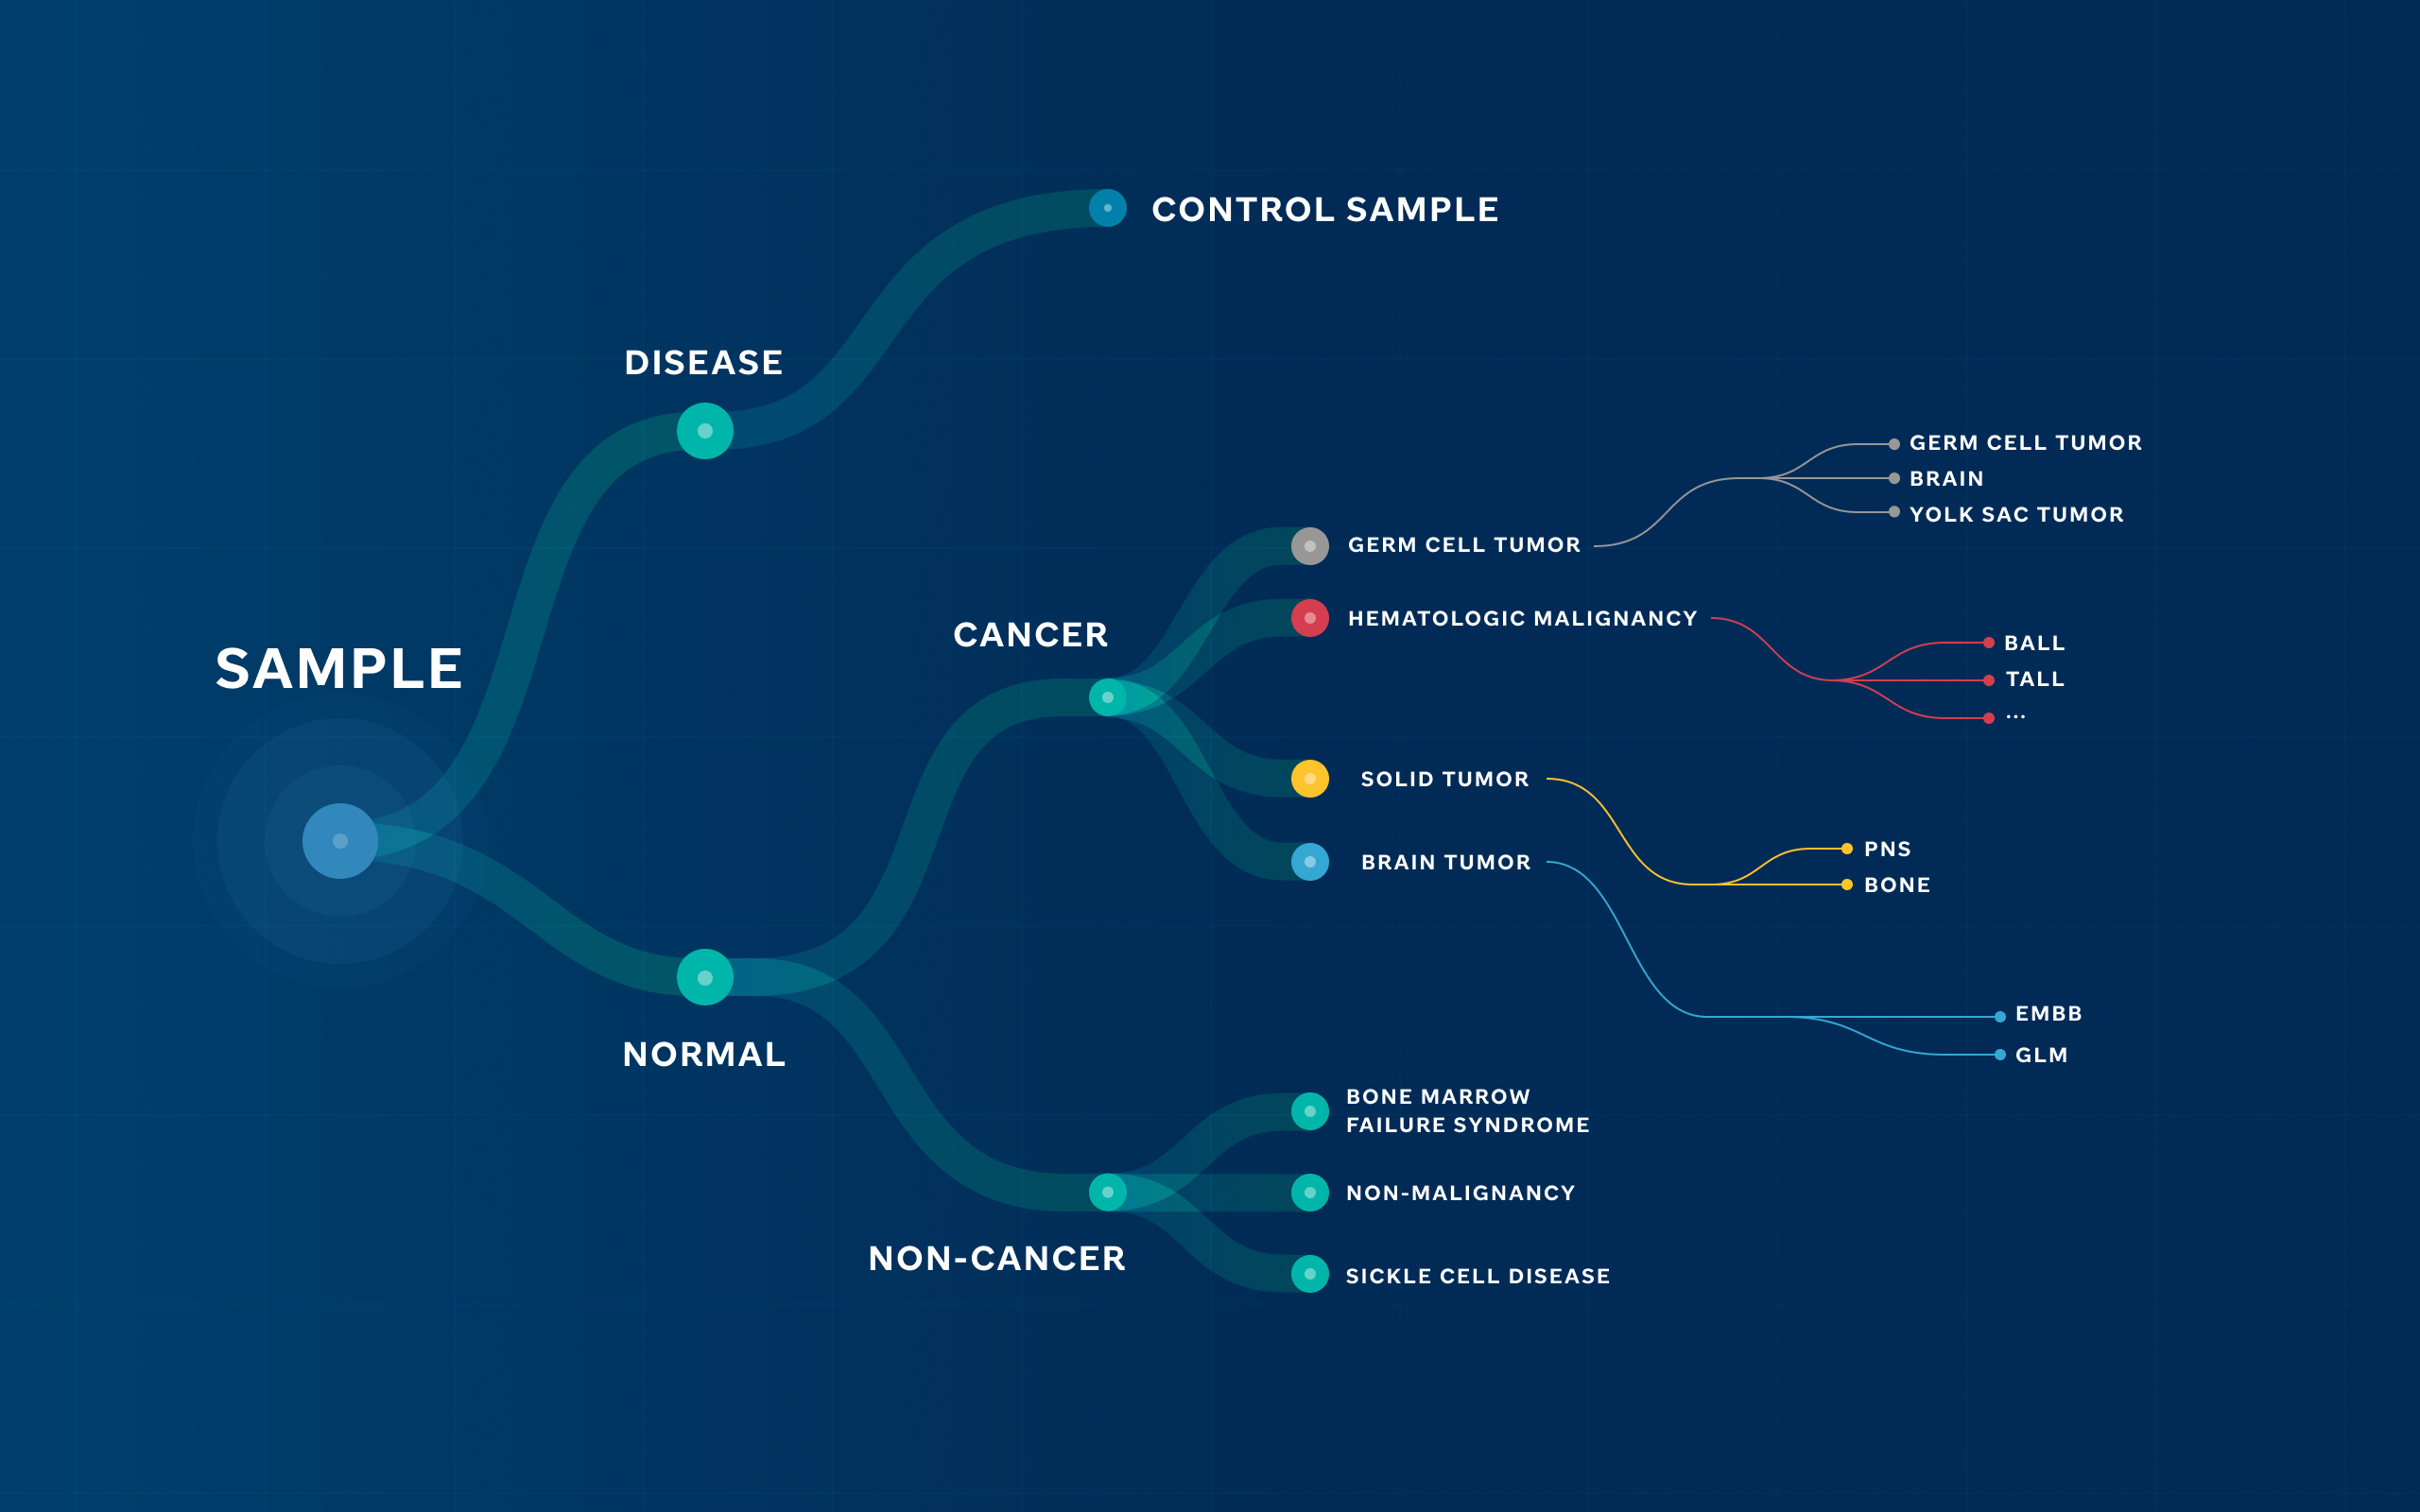 CONTROL SAMPLE
DISEASE
SAMPLE
CANCER
GERM CELL TUMOR
GERM CELL TUMOR
BRAIN
YOLK SAC TUMOR
HEMATOLOGIC MALIGNANCY
BALL
TALL
...
SOLID TUMOR
PNS
BONE
BRAIN TUMOR
EMBB
GLM
NORMAL
BONE MARROW
FAILURE SYNDROME
NON-MALIGNANCY
NON-CANCER
SICKLE CELL DISEASE